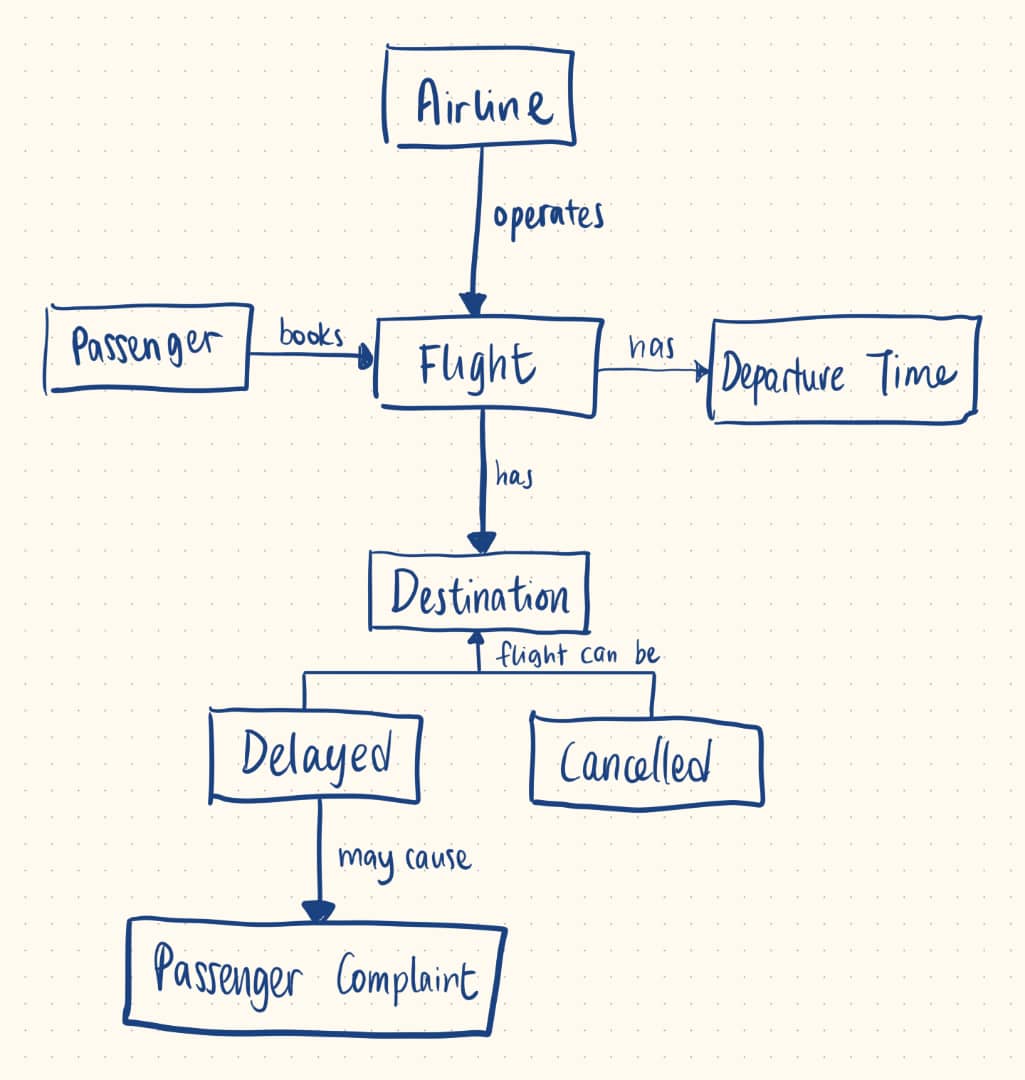 Airline
operates
Passenger
books
Flight
has
Departure Time
has
Destination
flight can be
Delayed
Cancelled
may cause
Passenger Complaint